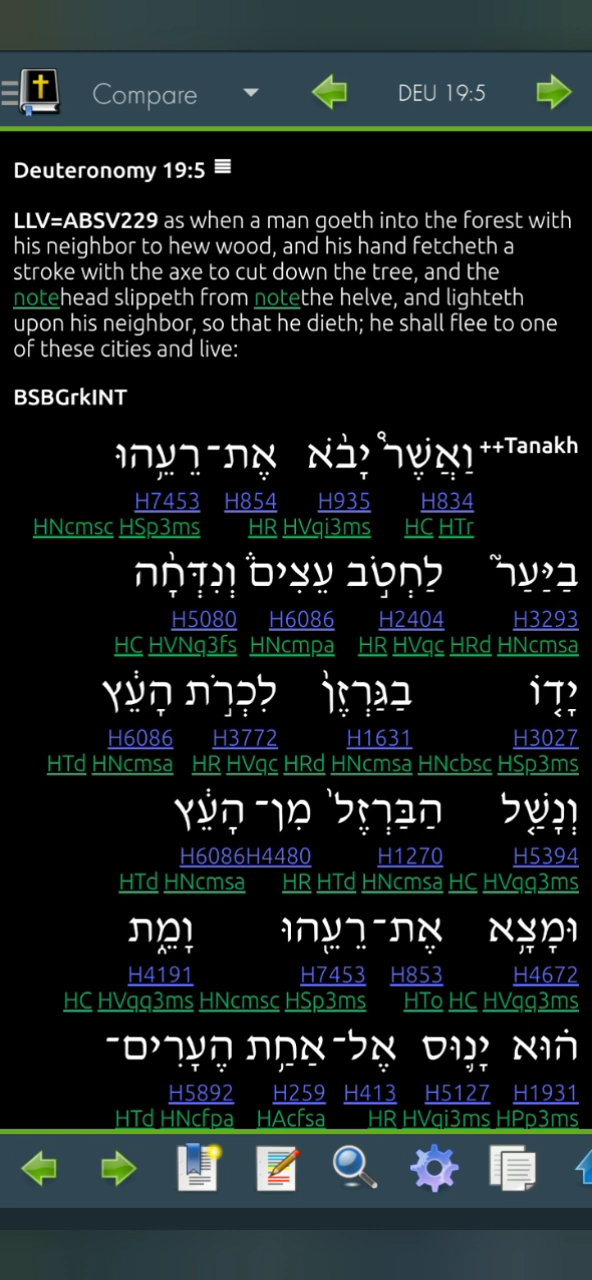 Compare
DEU 19:5
Deuteronomy 19:5
LLV=ABSV229 as when a man goeth into the forest with
his neighbor to hew wood, and his hand fetcheth a
stroke with the axe to cut down the tree, and the
notehead slippeth from notethe helve, and lighteth
upon his neighbor, so that he dieth; he shall flee to one
of these cities and live:
BSBGrkINT
++Tanakh וַאֲשֶׁר֩ יָבֹ֨א אֶת־רֵעֵ֥הוּ
H7453 H854 H935 H834
HNcmsc HSp3ms HR HVqi3ms HC HTr
בַיַּעַר֮ לַחְטֹ֣ב עֵצִים֒ וְנִדְּחָ֨ה
H5080 H6086 H2404 H3293
HC HVNq3fs HNcmpa HR HVqc HRd HNcmsa
יָד֤וֹ בַגַּרְזֶן֙ לִכְרֹ֣ת הָעֵ֔ץ
H6086 H3772 H1631 H3027
HTd HNcmsa HR HVqc HRd HNcmsa HNcbsc HSp3ms
וְנָשַׁ֤ל הַבַּרְזֶל֙ מִן־הָעֵ֔ץ
H6086H4480 H1270 H5394
HTd HNcmsa HR HTd HNcmsa HC HVqq3ms
וּמָצָ֥א אֶת־רֵעֵ֖הוּ וָמֵ֑ת
H4191 H7453 H853 H4672
HC HVqq3ms HNcmsc HSp3ms HTo HC HVqq3ms
ה֗וּא יָנ֛וּס אֶל־אַחַ֥ת הֶעָרִים־
H5892 H259 H413 H5127 H1931
HTd HNcfpa HAcfsa HR HVqi3ms HPp3ms